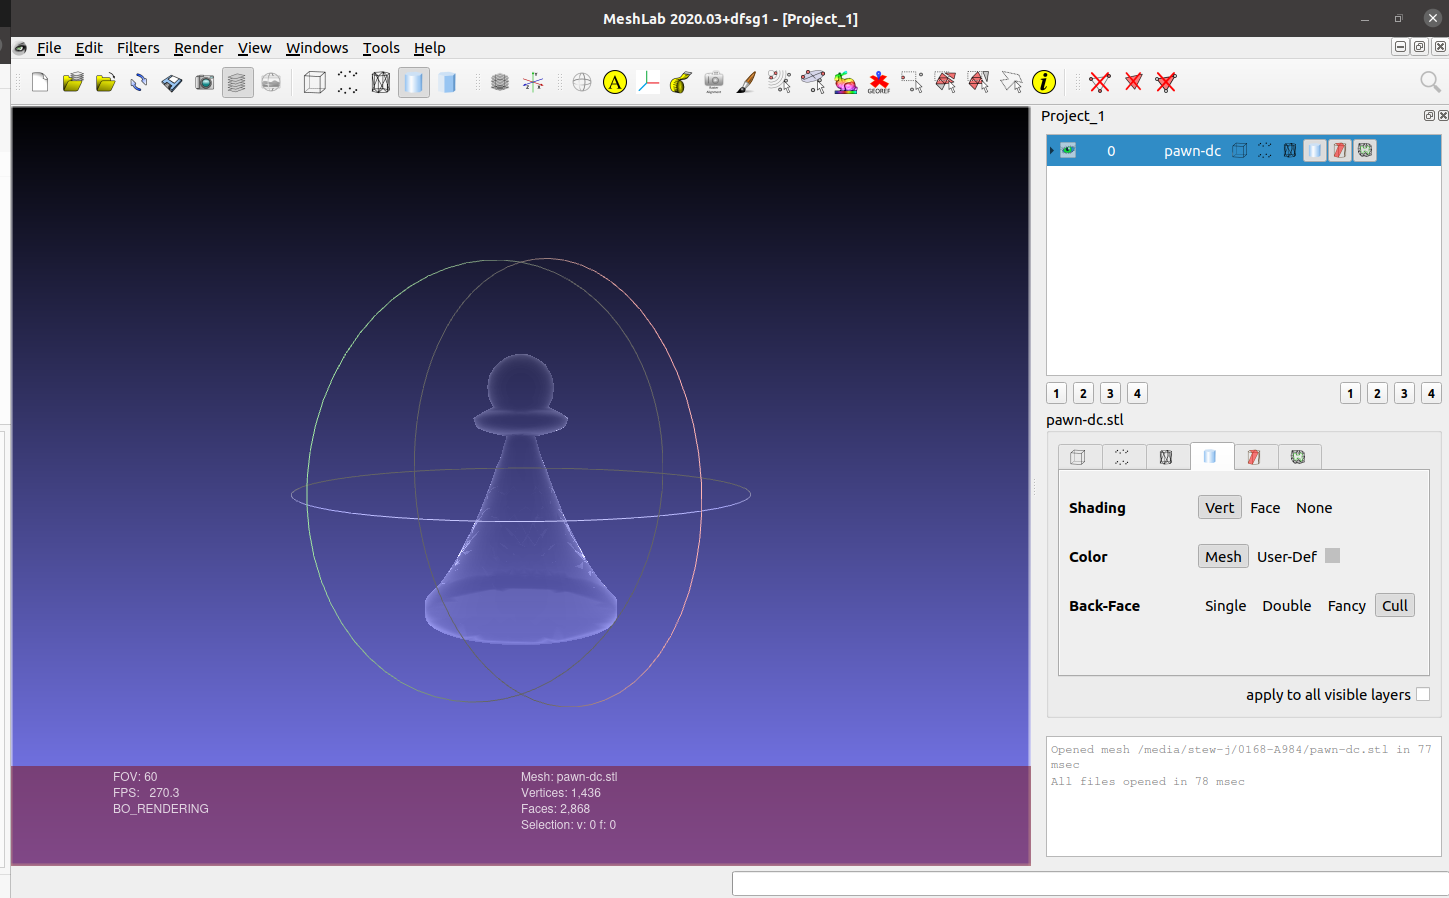 MeshLab 2020.03+dfsg1 - [Project_1]
File Edit Filters Render View Windows Tools Help
A
GEOREF
i
Project_1
0 pawn-dc
1 2 3 4 1 2 3 4
pawn-dc.stl
Shading Vert Face None
Color Mesh User-Def
Back-Face Single Double Fancy Cull
apply to all visible layers
Opened mesh /media/stew-j/0168-A984/pawn-dc.stl in 77
msec
All files opened in 78 msec
FOV: 60
FPS: 270.3
BO_RENDERING
Mesh: pawn-dc.stl
Vertices: 1,436
Faces: 2,868
Selection: v: 0 f: 0